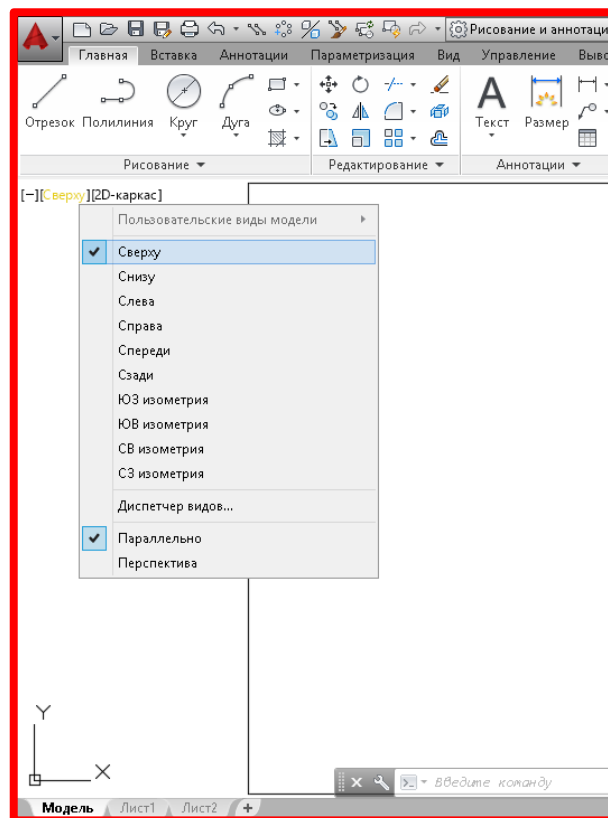 Рисование и аннотаци
Главная Вставка Аннотации Параметризация Вид Управление Выво
Отрезок Полилиния Круг Дуга Текст Размер
Рисование Редактирование Аннотации
[−][Сверху][2D-каркас]
Пользовательские виды модели
Сверху
Снизу
Слева
Справа
Спереди
Сзади
ЮЗ изометрия
ЮВ изометрия
СВ изометрия
СЗ изометрия
Диспетчер видов...
Параллельно
Перспектива
Y
X
Введите команду
Модель Лист1 Лист2 +